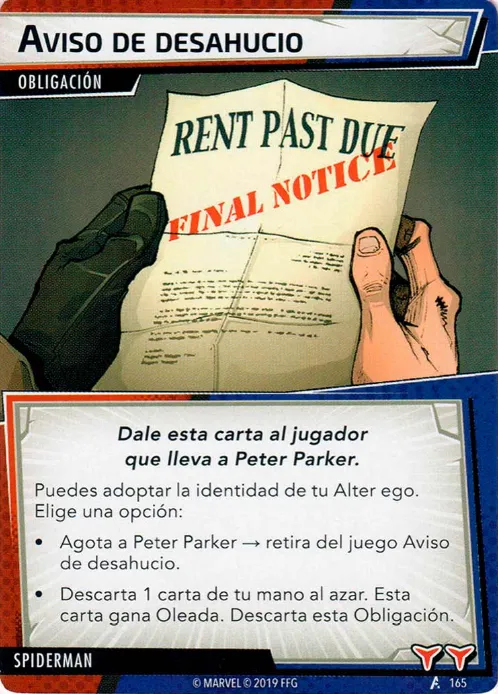 AVISO DE DESAHUCIO
OBLIGACIÓN
RENT PAST DUE
FINAL NOTICE
Dale esta carta al jugador
que lleva a Peter Parker.
Puedes adoptar la identidad de tu Alter ego.
Elige una opción:
• Agota a Peter Parker → retira del juego Aviso
de desahucio.
• Descarta 1 carta de tu mano al azar. Esta
carta gana Oleada. Descarta esta Obligación.
SPIDERMAN
© MARVEL © 2019 FFG
165